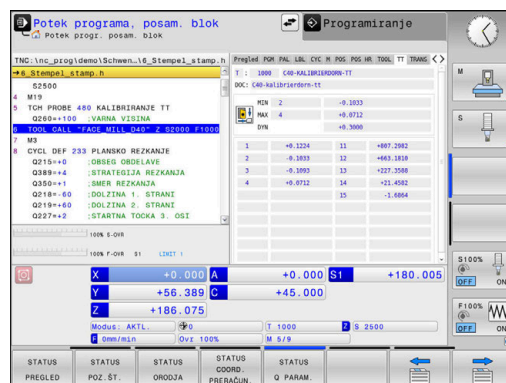 Potek programa, posam. blok
Potek progr. posam. blok
Programiranje
TNC:\nc_prog\demo\Schwen…\6_Stempel_stamp.h
→6_Stempel_stamp.h
S2500
4 M19
5 TCH PROBE 480 KALIBRIRANJE TT
Q260=+100 ;VARNA VISINA
6 TOOL CALL "FACE_MILL_D40" Z S2000 F1000
7 M3
8 CYCL DEF 233 PLANSKO REZKANJE
Q215=+0 ;OBSEG OBDELAVE
Q389=+4 ;STRATEGIJA REZKANJA
Q350=+1 ;SMER REZKANJA
Q218=-60 ;DOLZINA 1. STRANI
Q219=+60 ;DOLZINA 2. STRANI
Q227=+2 ;STARTNA TOCKA 3. OSI
100% S-OVR
100% F-OVR S1 LIMIT 1
Pregled PGM PAL LBL CYC M POS POS HR TOOL TT TRANS
T : 1000 C40-KALIBRIERDORN-TT
DOC: C40-kalibrierdorn-tt
MIN 2 -0.1033
MAX 4 +0.0712
DYN +0.3000
1 +0.1224 11 +807.2982
2 -0.1033 12 +663.1810
3 -0.1093 13 +227.3588
4 +0.0712 14 +21.4582
15 -1.6864
X +0.000 A +0.000 S1 +180.005
Y +56.389 C +45.000
Z +186.075
Modus: AKTL. 0 T 1000 Z S 2500
F 0mm/min Ovr 100% M 5/9
M
S
S100%
OFF ON
F100%
OFF ON
STATUS PREGLED
STATUS POZ.ŠT.
STATUS ORODJA
STATUS COORD. PRERAČUN.
STATUS Q PARAM.